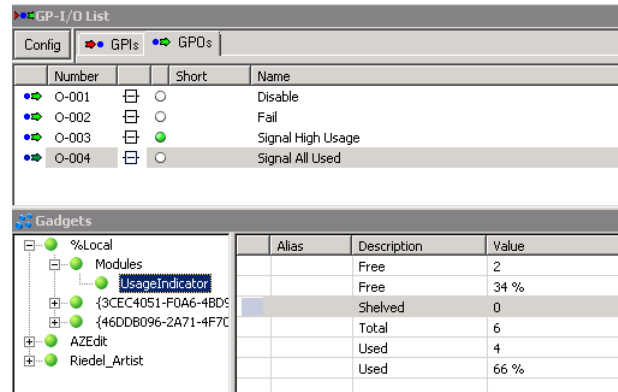 GP-I/O List
Config GPIs GPOs
Number Short Name
O-001 Disable
O-002 Fail
O-003 Signal High Usage
O-004 Signal All Used
Gadgets
%Local
Modules
UsageIndicator
{3CEC4051-F0A6-4BD9
{46DDB096-2A71-4F70
AZEdit
Riedel_Artist
Alias Description Value
Free 2
Free 34 %
Shelved 0
Total 6
Used 4
Used 66 %